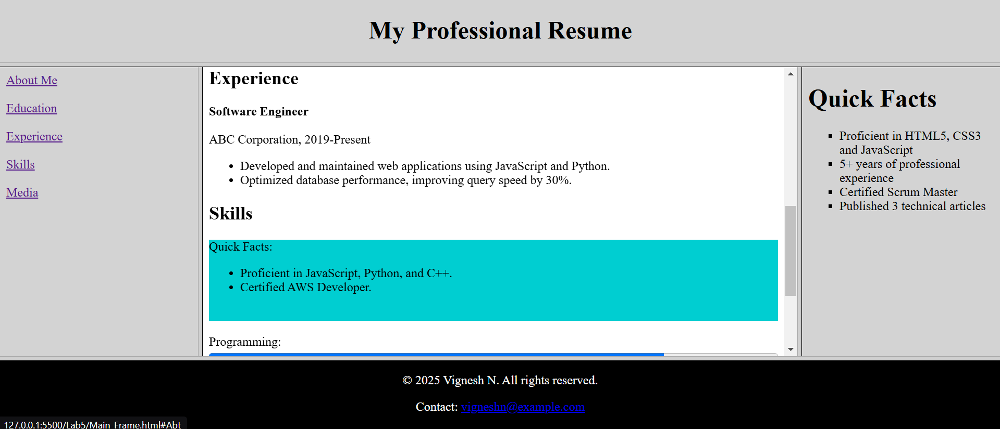 My Professional Resume
About Me
Education
Experience
Skills
Media
Experience
Software Engineer
ABC Corporation, 2019-Present
Developed and maintained web applications using JavaScript and Python.
Optimized database performance, improving query speed by 30%.
Skills
Quick Facts:
Proficient in JavaScript, Python, and C++.
Certified AWS Developer.
Programming:
Quick Facts
Proficient in HTML5, CSS3
and JavaScript
5+ years of professional
experience
Certified Scrum Master
Published 3 technical articles
© 2025 Vignesh N. All rights reserved.
Contact: vigneshn@example.com
127.0.0.1:5500/Lab5/Main_Frame.html#Abt